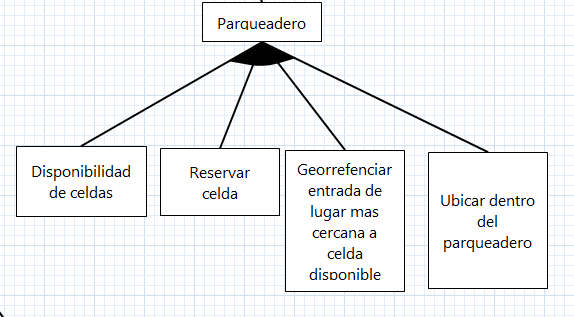 Parqueadero
Disponibilidad
de celdas
Reservar
celda
Georrefenciar
entrada de
lugar mas
cercana a
celda
disponible
Ubicar dentro
del
parqueadero